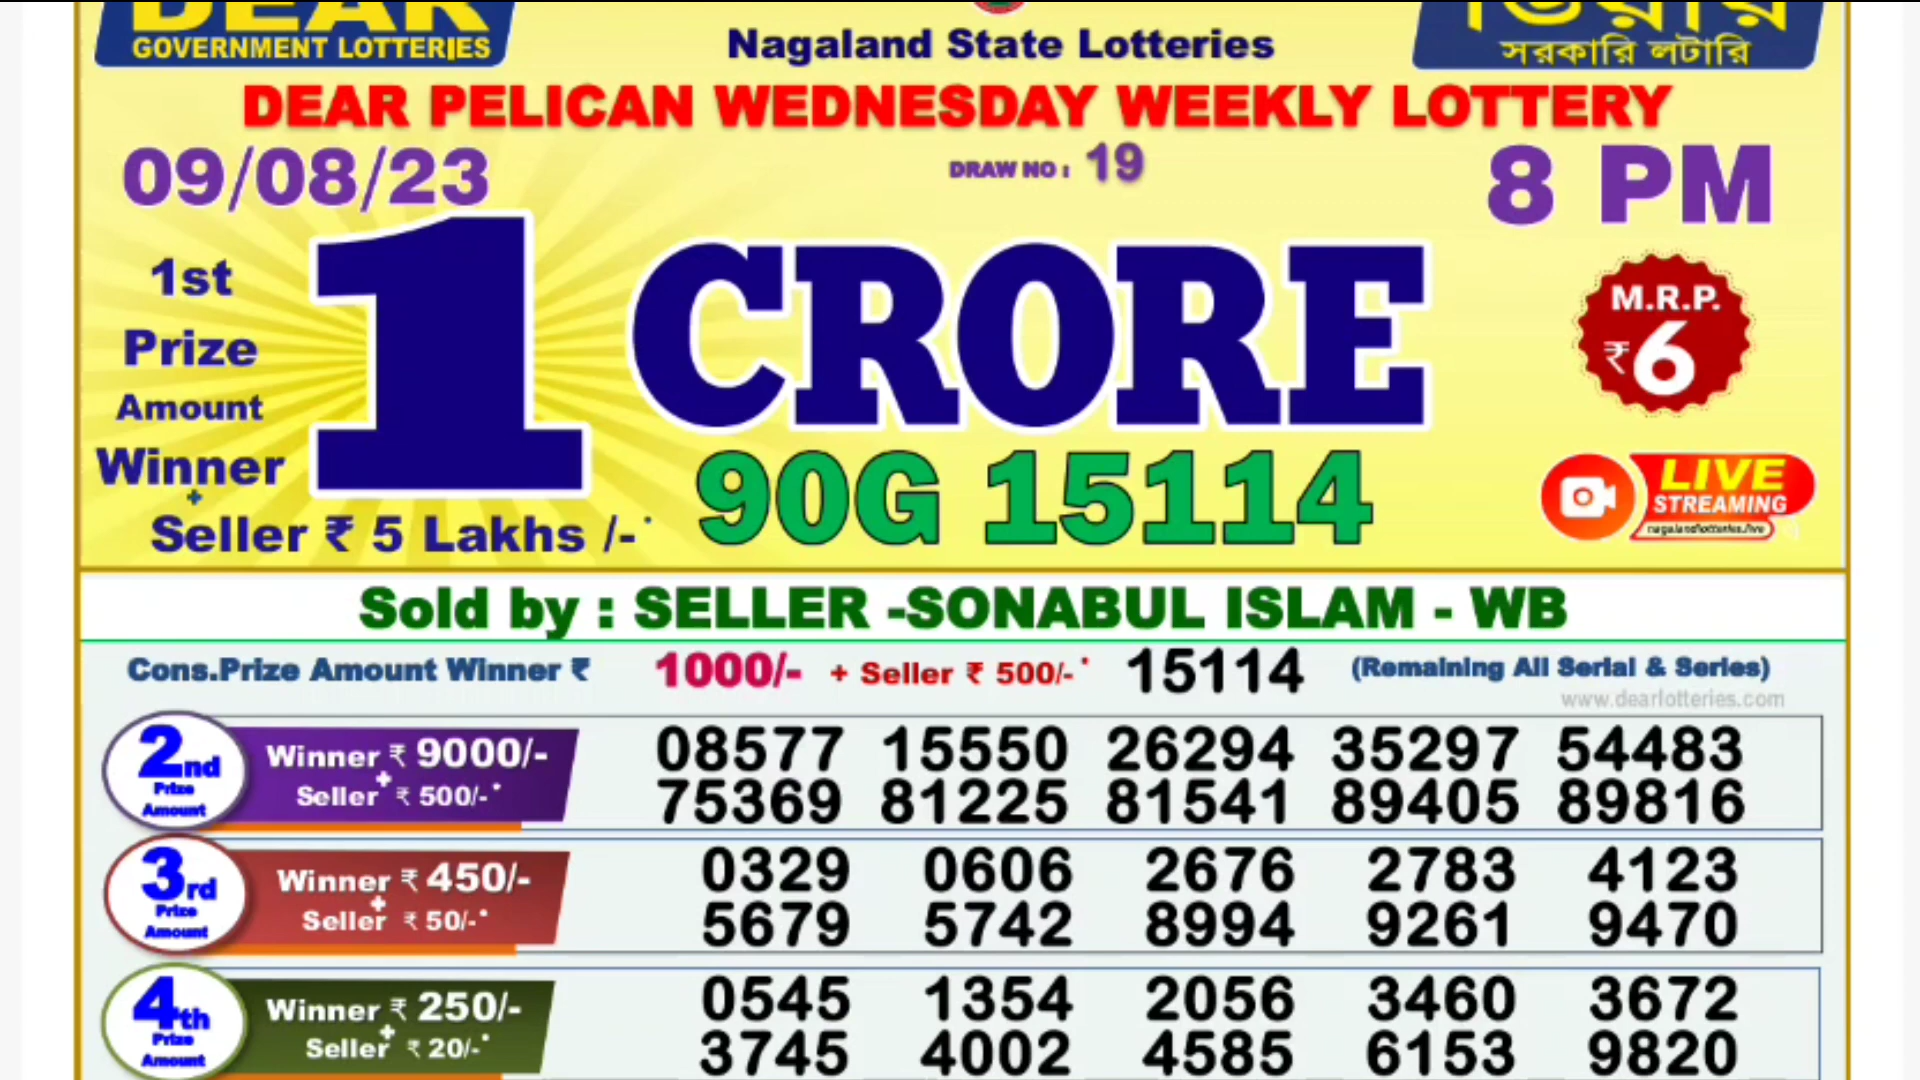 DEAR
GOVERNMENT LOTTERIES
Nagaland State Lotteries
ডিয়ার
সরকারি লটারি
DEAR PELICAN WEDNESDAY WEEKLY LOTTERY
09/08/23
DRAW NO : 19
8 PM
1st
Prize
Amount
Winner
+
Seller ₹ 5 Lakhs /-*
1 CRORE
M.R.P.
₹6
90G 15114
LIVE
STREAMING
nagalandlotteries.live
Sold by : SELLER -SONABUL ISLAM - WB
Cons.Prize Amount Winner ₹ 1000/- + Seller ₹ 500/-* 15114 (Remaining All Serial & Series)
www.dearlotteries.com
2nd
Prize
Amount
Winner ₹ 9000/-
+
Seller ₹ 500/-*
08577 15550 26294 35297 54483
75369 81225 81541 89405 89816
3rd
Prize
Amount
Winner ₹ 450/-
+
Seller ₹ 50/-*
0329 0606 2676 2783 4123
5679 5742 8994 9261 9470
4th
Prize
Amount
Winner ₹ 250/-
+
Seller ₹ 20/-*
0545 1354 2056 3460 3672
3745 4002 4585 6153 9820